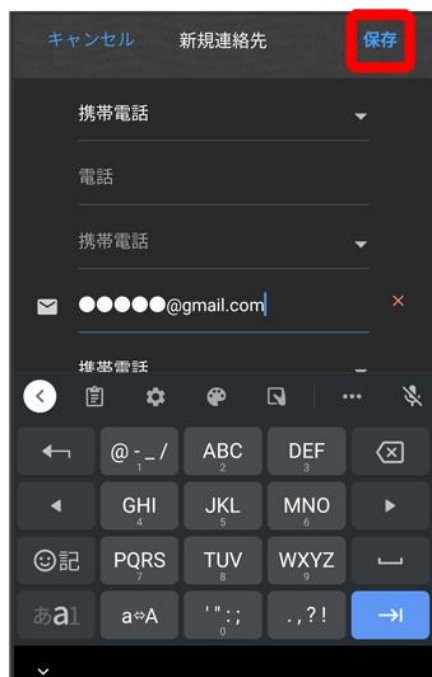 キャンセル 新規連絡先 保存
携帯電話
電話
携帯電話
●●●●●@gmail.com
携帯電話
@-_/ ABC DEF
1 2 3
GHI JKL MNO
4 5 6
記 PQRS TUV WXYZ
7 8 9
あa1 a⇔A '":; .,?!
0